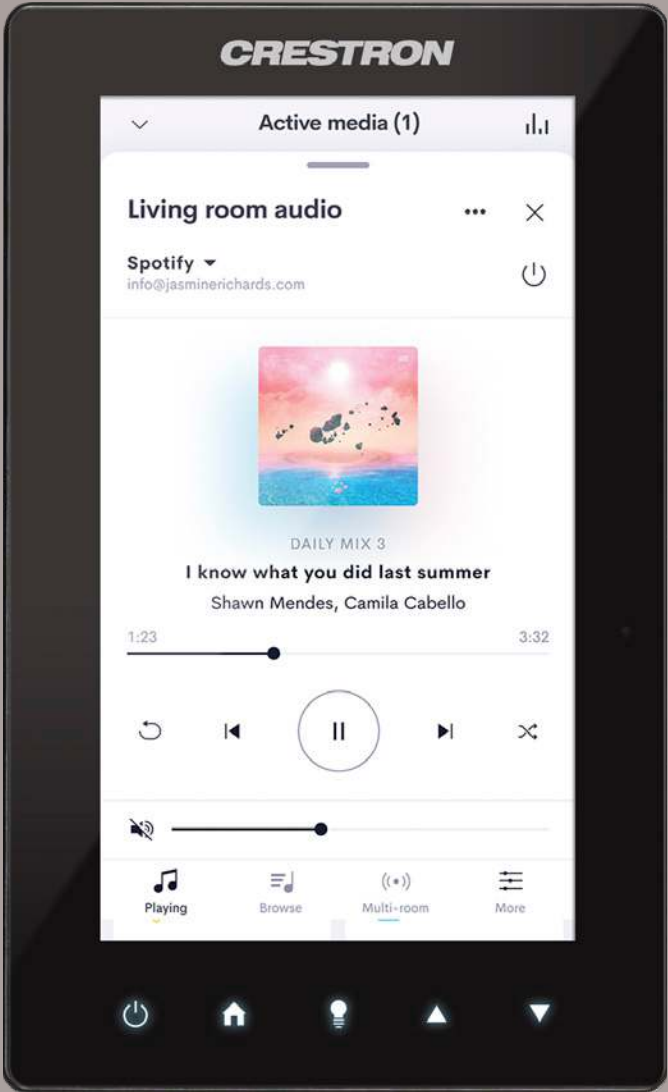 CRESTRON
Active media (1)
Living room audio
Spotify
info@jasminerichards.com
DAILY MIX 3
I know what you did last summer
Shawn Mendes, Camila Cabello
1:23 3:32
Playing Browse Multi-room More